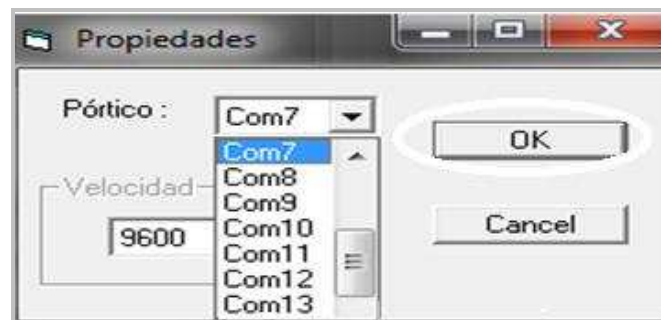 Propiedades
Pórtico :
Com7
OK
Com7
Com8
Velocidad
Com9
9600
Com10
Cancel
Com11
Com12
Com13